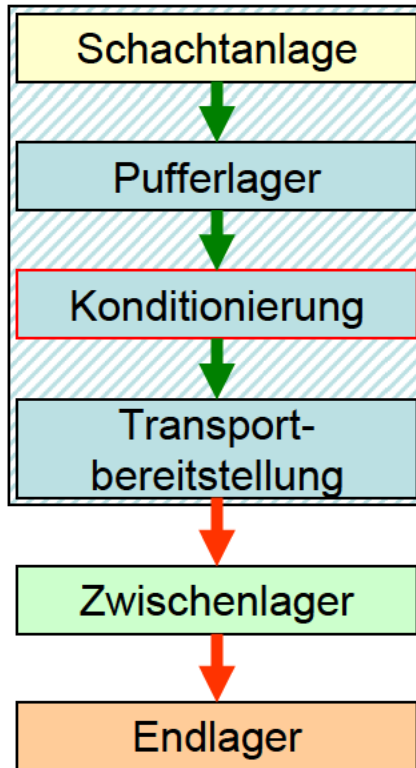 Schachtanlage
Pufferlager
Konditionierung
Transport-
bereitstellung
Zwischenlager
Endlager